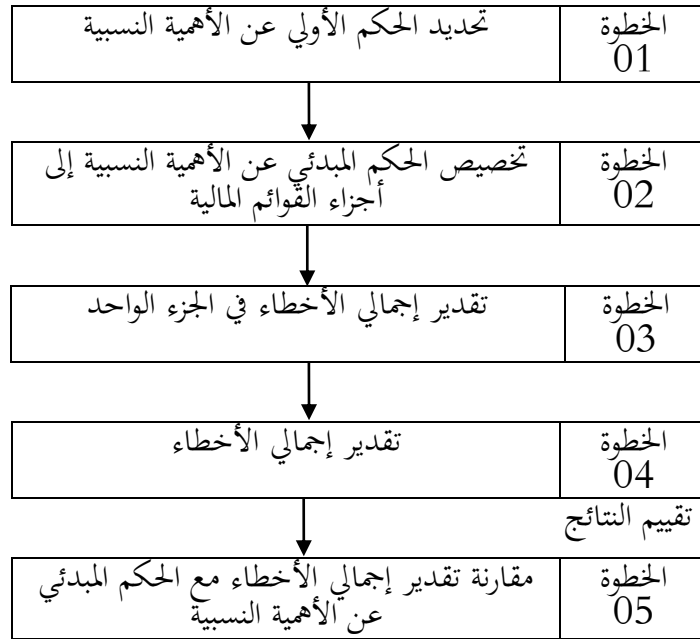 الخطوة
01
تحديد الحكم الأولي عن الأهمية النسبية
الخطوة
02
تخصيص الحكم المبدئي عن الأهمية النسبية إلى
أجزاء القوائم المالية
الخطوة
03
تقدير إجمالي الأخطاء في الجزء الواحد
الخطوة
04
تقدير إجمالي الأخطاء
تقييم النتائج
الخطوة
05
مقارنة تقدير إجمالي الأخطاء مع الحكم المبدئي
عن الأهمية النسبية